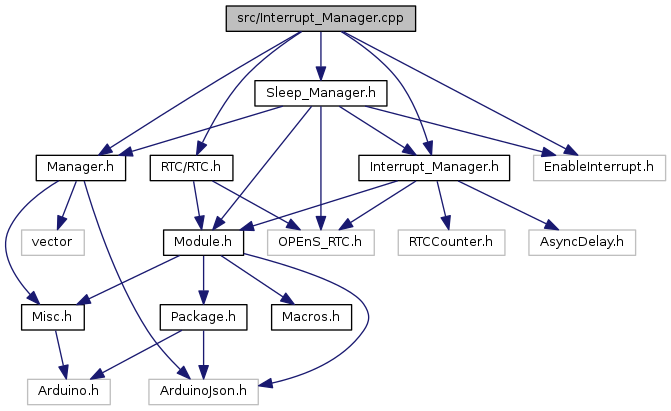 src/Interrupt_Manager.cpp
Sleep_Manager.h
Manager.h
RTC/RTC.h
Interrupt_Manager.h
EnableInterrupt.h
vector
Module.h
OPEnS_RTC.h
RTCCounter.h
AsyncDelay.h
Misc.h
Package.h
Macros.h
Arduino.h
ArduinoJson.h